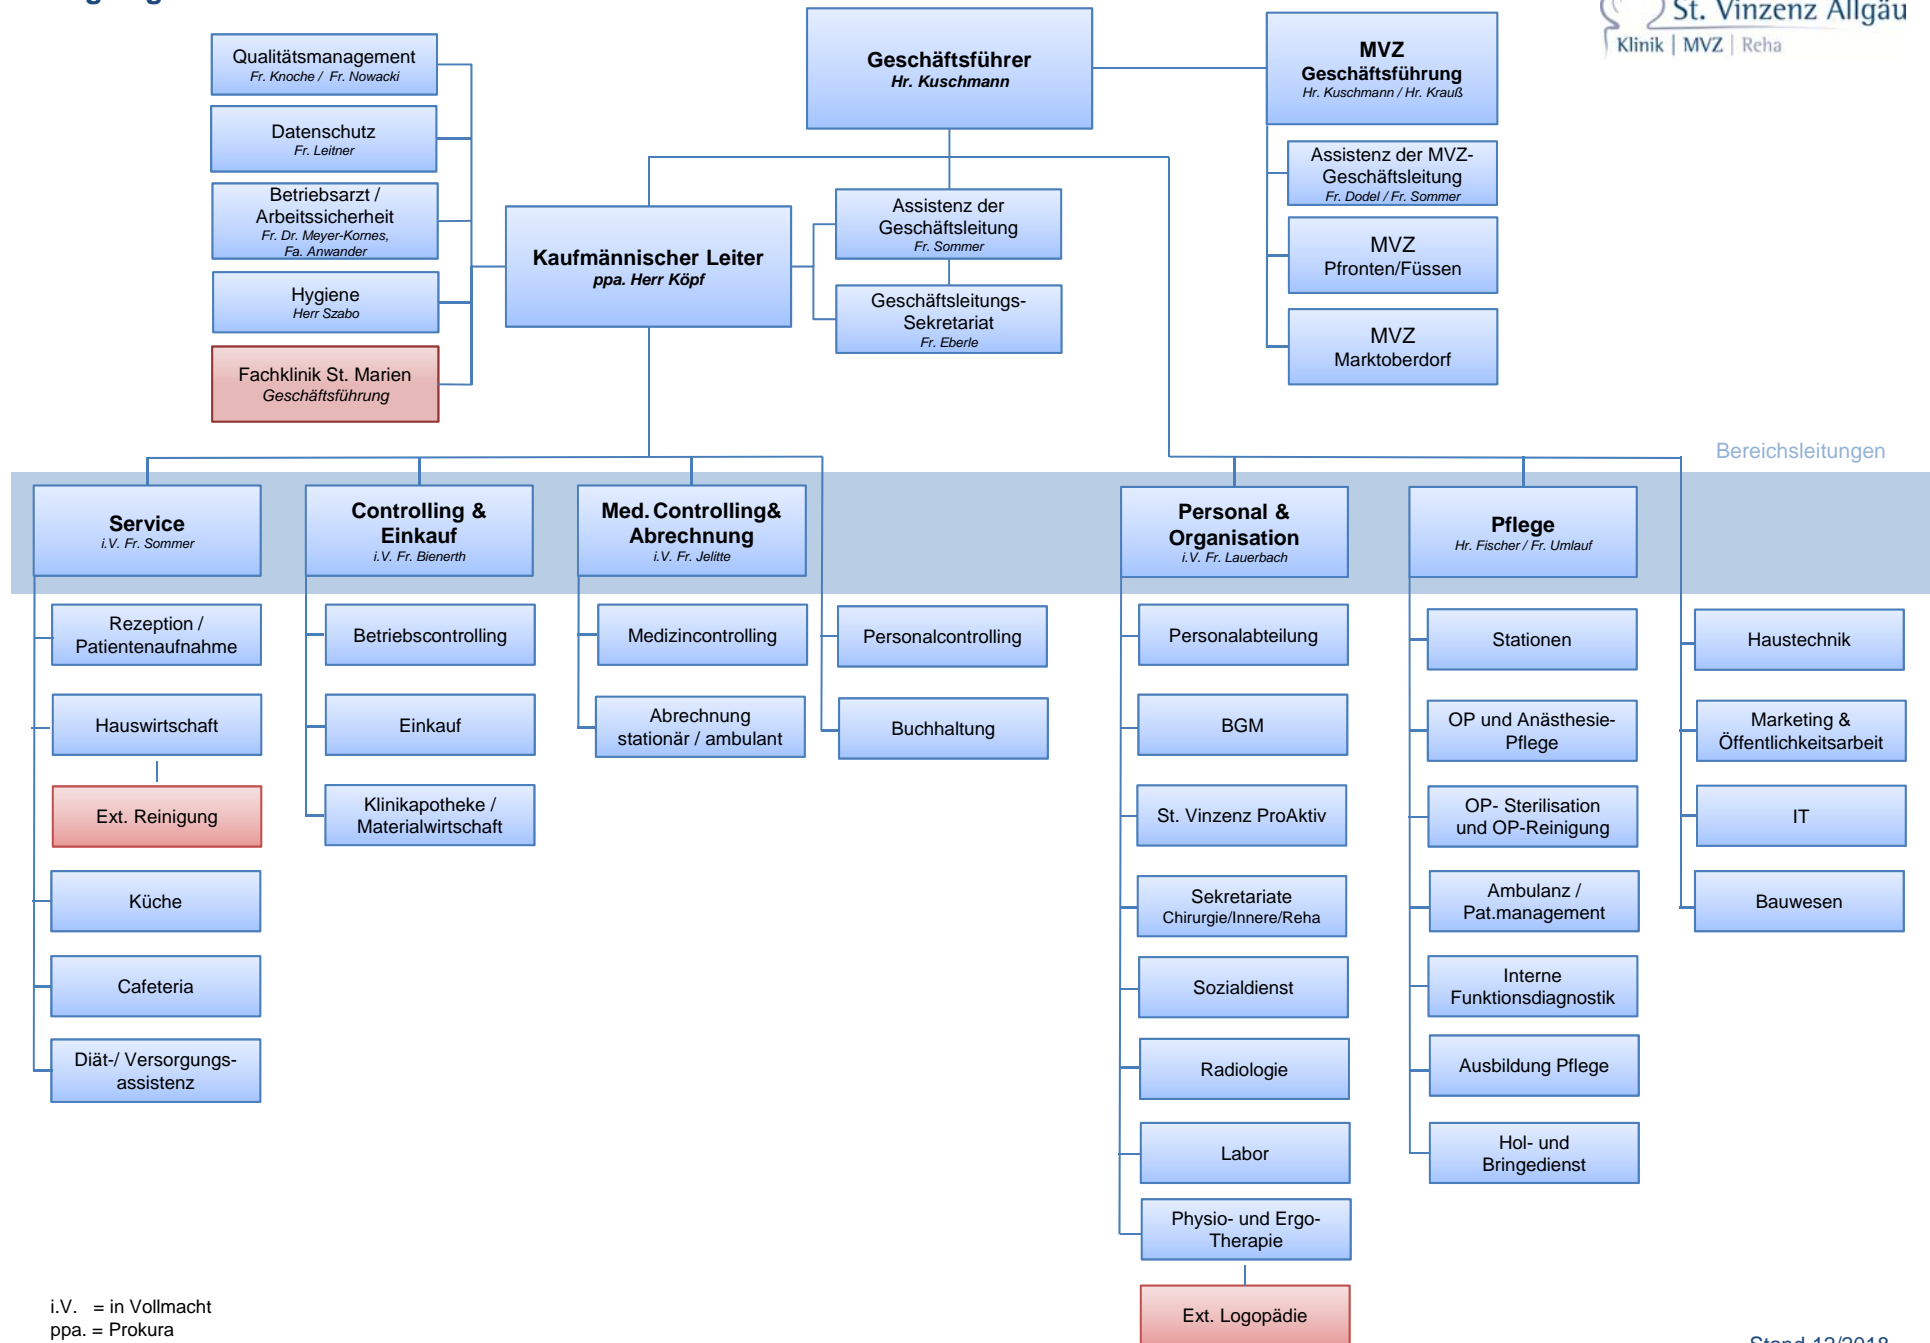 St. Vinzenz Allgäu
Klinik | MVZ | Reha
Geschäftsführer
Hr. Kuschmann
MVZ
Geschäftsführung
Hr. Kuschmann / Hr. Krauß
Qualitätsmanagement
Fr. Knoche / Fr. Nowacki
Datenschutz
Fr. Leitner
Betriebsarzt /
Arbeitssicherheit
Fr. Dr. Meyer-Kornes,
Fa. Anwander
Hygiene
Herr Szabo
Fachklinik St. Marien
Geschäftsführung
Kaufmännischer Leiter
ppa. Herr Köpf
Assistenz der
Geschäftsleitung
Fr. Sommer
Geschäftsleitungs-
Sekretariat
Fr. Eberle
Assistenz der MVZ-
Geschäftsleitung
Fr. Dodel / Fr. Sommer
MVZ
Pfronten/Füssen
MVZ
Marktoberdorf
Bereichsleitungen
Service
i.V. Fr. Sommer
Controlling &
Einkauf
i.V. Fr. Bienerth
Med. Controlling&
Abrechnung
i.V. Fr. Jelitte
Personal &
Organisation
i.V. Fr. Lauerbach
Pflege
Hr. Fischer / Fr. Umlauf
Rezeption /
Patientenaufnahme
Hauswirtschaft
Ext. Reinigung
Küche
Cafeteria
Diät-/ Versorgungs-
assistenz
Betriebscontrolling
Einkauf
Klinikapotheke /
Materialwirtschaft
Medizincontrolling
Abrechnung
stationär / ambulant
Personalcontrolling
Buchhaltung
Personalabteilung
BGM
St. Vinzenz ProAktiv
Sekretariate
Chirurgie/Innere/Reha
Sozialdienst
Radiologie
Labor
Physio- und Ergo-
Therapie
Ext. Logopädie
Stationen
OP und Anästhesie-
Pflege
OP- Sterilisation
und OP-Reinigung
Ambulanz /
Pat.management
Interne
Funktionsdiagnostik
Ausbildung Pflege
Hol- und
Bringedienst
Haustechnik
Marketing &
Öffentlichkeitsarbeit
IT
Bauwesen
i.V. = in Vollmacht
ppa. = Prokura
Stand 12/2018